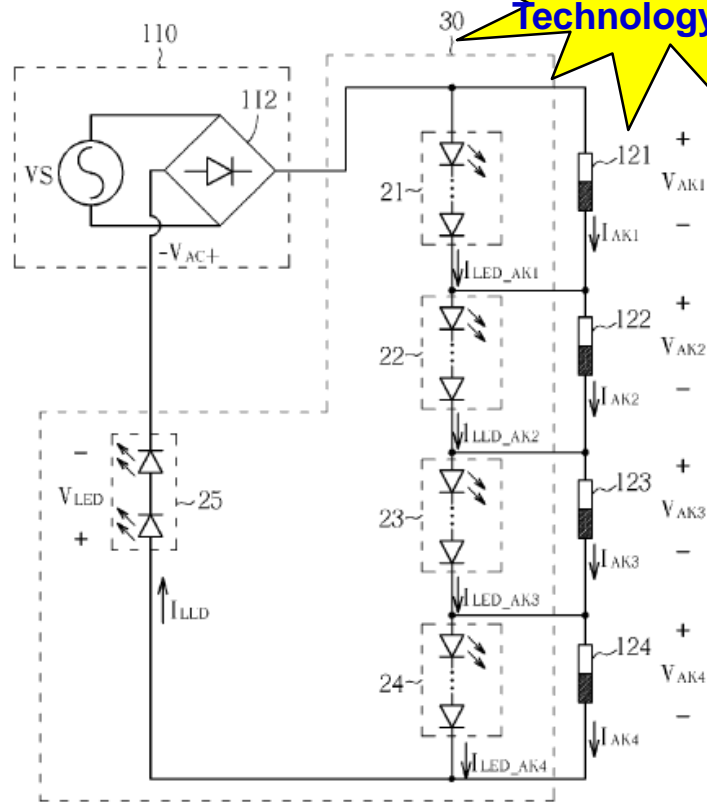 Technology
110
30
112
VS
-VAC+
21
ILED_AK1
121
+
VAK1
-
IAK1
22
ILLD_AK2
122
+
VAK2
-
IAK2
23
ILED_AK3
123
+
VAK3
-
IAK3
24
ILED_AK4
124
+
VAK4
-
IAK4
-
VLED
+
25
ILLD